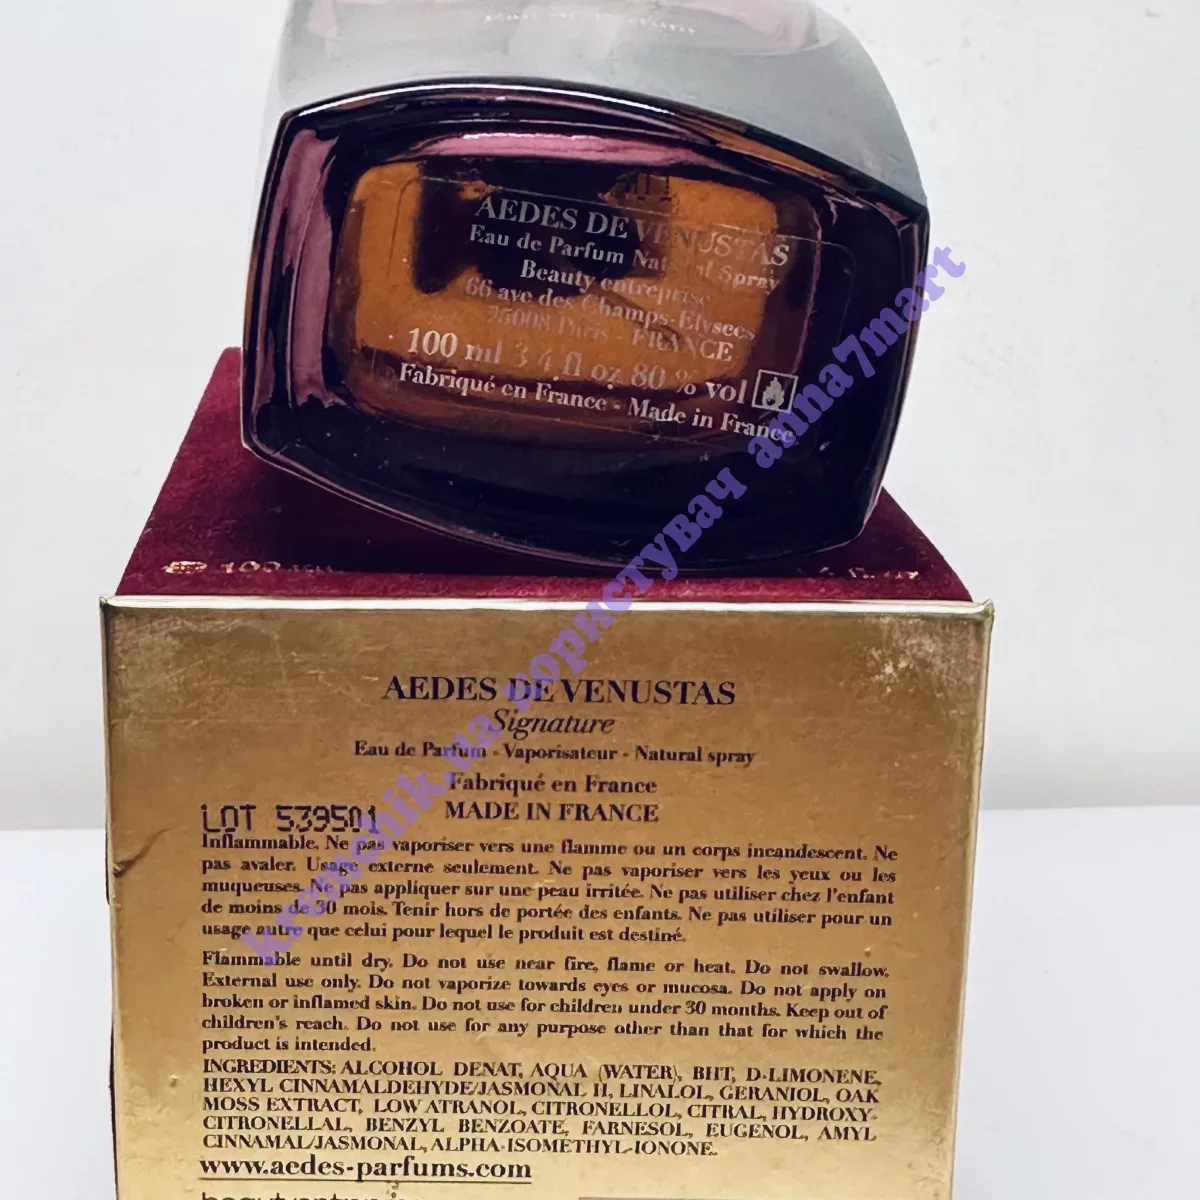 AEDES DE VENUSTAS
Eau de Parfum Natural Spray
Beauty entreprise
66 ave des Champs-Elysees
75008 Paris - FRANCE
100 ml 3 4 fl oz 80 % vol
Fabriqué en France - Made in France
100
AEDES DE VENUSTAS
Signature
Eau de Parfum - Vaporisateur - Natural spray
Fabriqué en France
MADE IN FRANCE
LOT 539501
Inflammable. Ne pas vaporiser vers une flamme ou un corps incandescent. Ne
pas avaler. Usage externe seulement. Ne pas vaporiser vers les yeux ou les
muqueuses. Ne pas appliquer sur une peau irritée. Ne pas utiliser chez l'enfant
de moins de 30 mois. Tenir hors de portée des enfants. Ne pas utiliser pour un
usage autre que celui pour lequel le produit est destiné.
Flammable until dry. Do not use near fire, flame or heat. Do not swallow.
External use only. Do not vaporize towards eyes or mucosa. Do not apply on
broken or inflamed skin. Do not use for children under 30 months. Keep out of
children's reach. Do not use for any purpose other than that for which the
product is intended.
INGREDIENTS: ALCOHOL DENAT, AQUA (WATER), BHT, D-LIMONENE,
HEXYL CINNAMALDEHYDE/JASMONAL II, LINALOL, GERANIOL, OAK
MOSS EXTRACT, LOW ATRANOL, CITRONELLOL, CITRAL, HYDROXY-
CITRONELLAL, BENZYL BENZOATE, FARNESOL, EUGENOL, AMYL
CINNAMAL/JASMONAL, ALPHA-ISOMETHYL-IONONE.
www.aedes-parfums.com
kramnik.ua користувач anna7mart